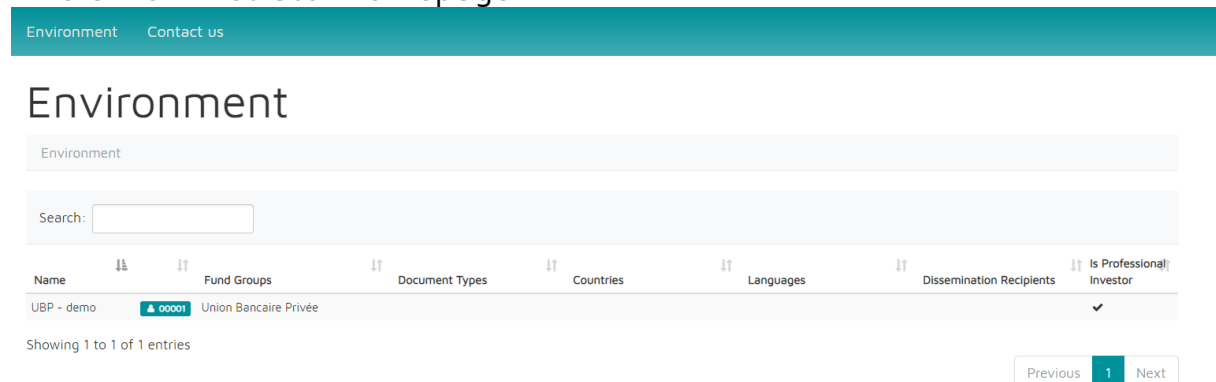 Environment Contact us
Environment
Environment
Search:
Name Fund Groups Document Types Countries Languages Dissemination Recipients Is Professional Investor
UBP - demo 00001 Union Bancaire Privée
Showing 1 to 1 of 1 entries
Previous 1 Next